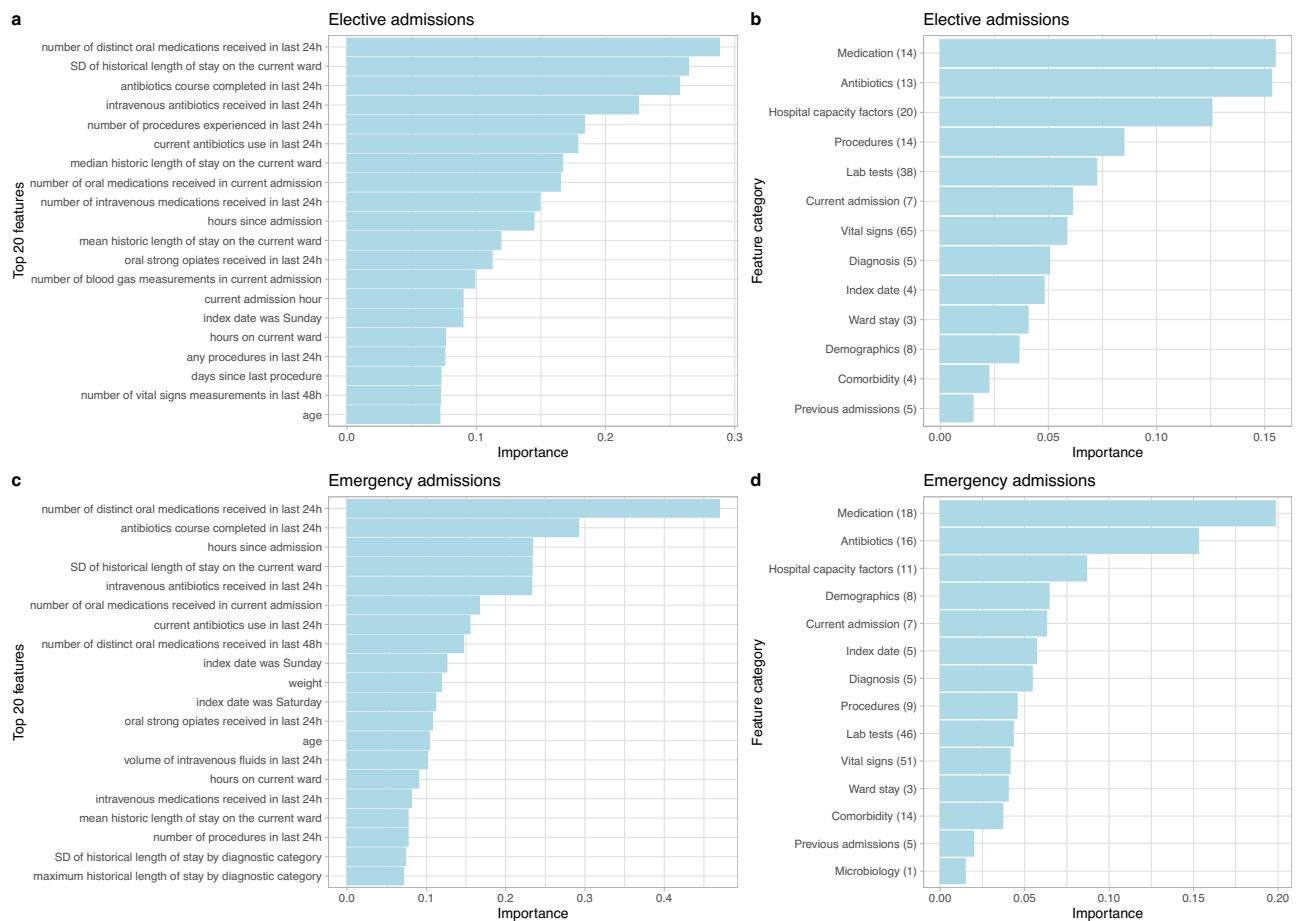 a
Elective admissions
Top 20 features
number of distinct oral medications received in last 24h
SD of historical length of stay on the current ward
antibiotics course completed in last 24h
intravenous antibiotics received in last 24h
number of procedures experienced in last 24h
current antibiotics use in last 24h
median historic length of stay on the current ward
number of oral medications received in current admission
number of intravenous medications received in last 24h
hours since admission
mean historic length of stay on the current ward
oral strong opiates received in last 24h
number of blood gas measurements in current admission
current admission hour
index date was Sunday
hours on current ward
any procedures in last 24h
days since last procedure
number of vital signs measurements in last 48h
age
0.0 0.1 0.2 0.3
Importance
b
Elective admissions
Feature category
Medication (14)
Antibiotics (13)
Hospital capacity factors (20)
Procedures (14)
Lab tests (38)
Current admission (7)
Vital signs (65)
Diagnosis (5)
Index date (4)
Ward stay (3)
Demographics (8)
Comorbidity (4)
Previous admissions (5)
0.00 0.05 0.10 0.15
Importance
c
Emergency admissions
Top 20 features
number of distinct oral medications received in last 24h
antibiotics course completed in last 24h
hours since admission
SD of historical length of stay on the current ward
intravenous antibiotics received in last 24h
number of oral medications received in current admission
current antibiotics use in last 24h
number of distinct oral medications received in last 48h
index date was Sunday
weight
index date was Saturday
oral strong opiates received in last 24h
age
volume of intravenous fluids in last 24h
hours on current ward
intravenous medications received in last 24h
mean historic length of stay on the current ward
number of procedures in last 24h
SD of historical length of stay by diagnostic category
maximum historical length of stay by diagnostic category
0.0 0.1 0.2 0.3 0.4
Importance
d
Emergency admissions
Feature category
Medication (18)
Antibiotics (16)
Hospital capacity factors (11)
Demographics (8)
Current admission (7)
Index date (5)
Diagnosis (5)
Procedures (9)
Lab tests (46)
Vital signs (51)
Ward stay (3)
Comorbidity (14)
Previous admissions (5)
Microbiology (1)
0.00 0.05 0.10 0.15 0.20
Importance